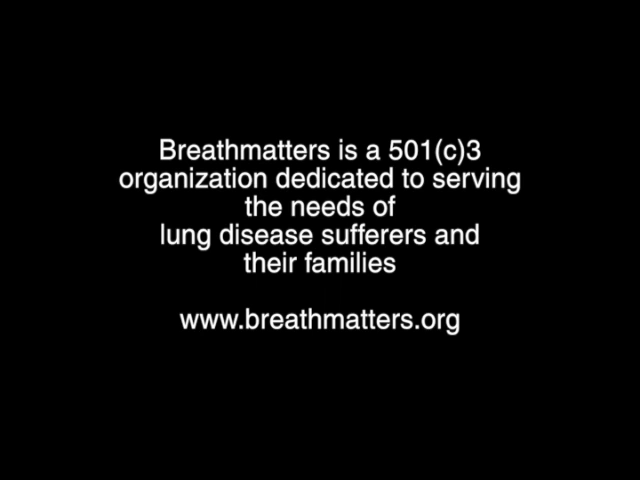 Breathmatters is a 501(c)3
organization dedicated to serving
the needs of
lung disease sufferers and
their families
www.breathmatters.org